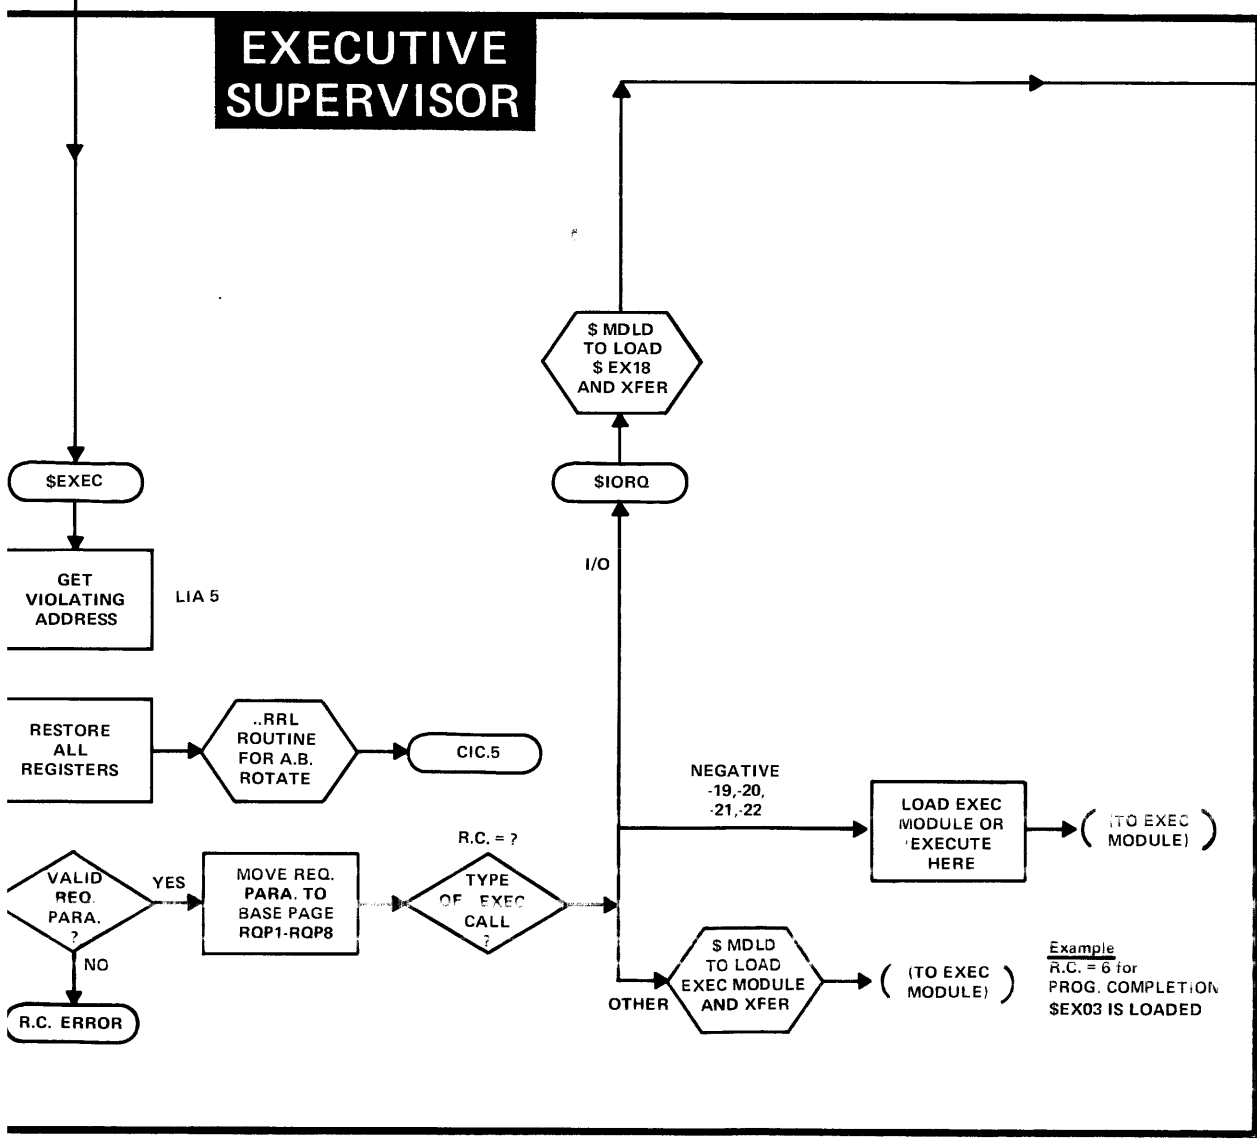 EXECUTIVE
SUPERVISOR
$ MDLD
TO LOAD
$ EX18
AND XFER
$EXEC
$IORQ
I/O
GET
VIOLATING
ADDRESS
LIA 5
RESTORE
ALL
REGISTERS
..RRL
ROUTINE
FOR A.B.
ROTATE
CIC.5
NEGATIVE
-19,-20,
-21,-22
LOAD EXEC
MODULE OR
EXECUTE
HERE
(TO EXEC
MODULE)
VALID
REQ.
PARA.
?
YES
NO
R.C. ERROR
MOVE REQ.
PARA. TO
BASE PAGE
RQP1-RQP8
R.C. = ?
TYPE
OF EXEC
CALL
?
OTHER
$ MDLD
TO LOAD
EXEC MODULE
AND XFER
(TO EXEC
MODULE)
Example
R.C. = 6 for
PROG. COMPLETION
$EX03 IS LOADED